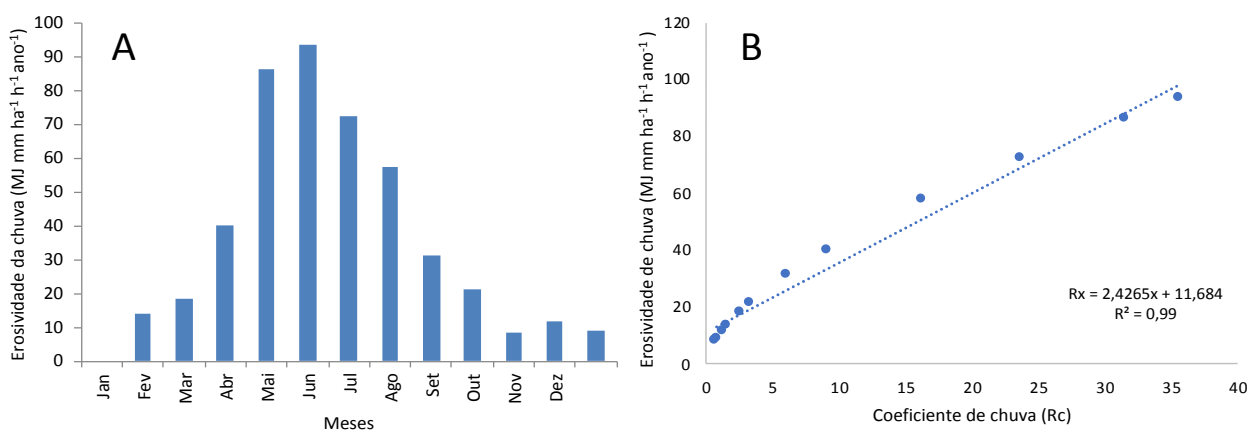 A
Erosividade da chuva (MJ mm ha⁻¹ h⁻¹ ano⁻¹)
100
90
80
70
60
50
40
30
20
10
0
Jan
Fev
Mar
Abr
Mai
Jun
Jul
Ago
Set
Out
Nov
Dez
Meses
B
Erosividade de chuva (MJ mm ha⁻¹ h⁻¹ ano⁻¹)
120
100
80
60
40
20
0
Rx = 2,4265x + 11,684
R² = 0,99
0 5 10 15 20 25 30 35 40
Coeficiente de chuva (Rc)